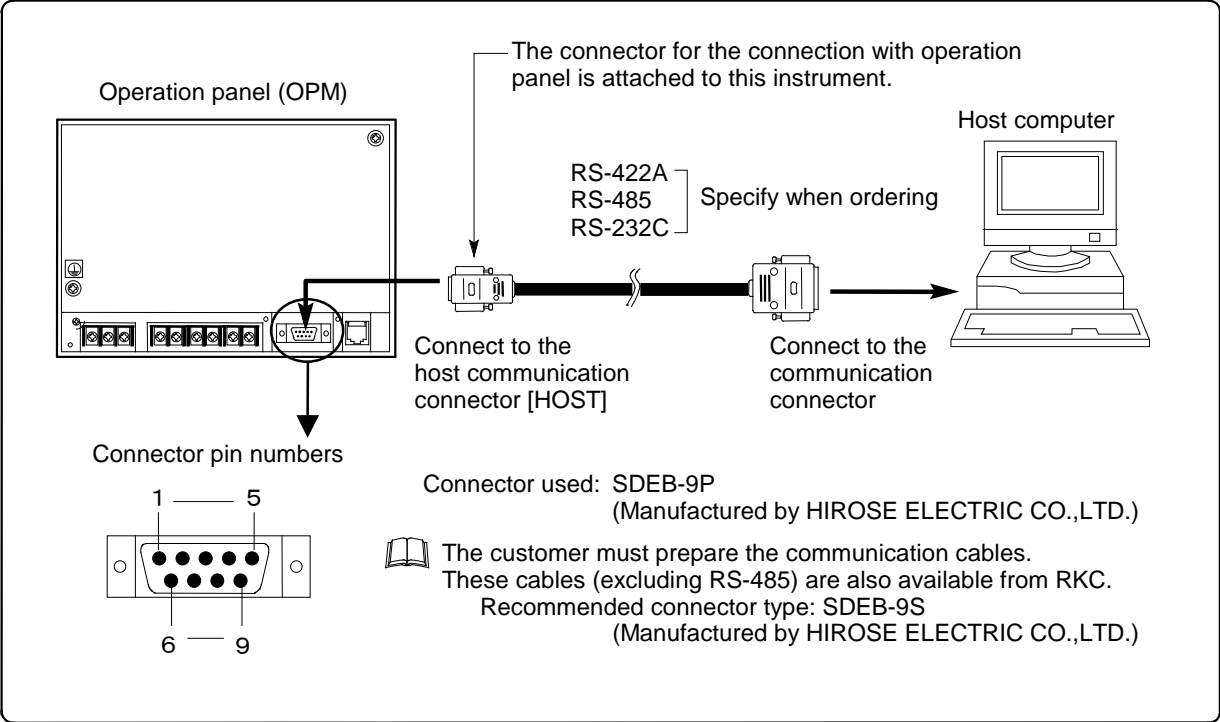 The connector for the connection with operation
panel is attached to this instrument.
Operation panel (OPM)
Host computer
RS-422A
RS-485
RS-232C
Specify when ordering
Connect to the
host communication
connector [HOST]
Connect to the
communication
connector
Connector pin numbers
1
5
6
9
Connector used: SDEB-9P
(Manufactured by HIROSE ELECTRIC CO.,LTD.)
The customer must prepare the communication cables.
These cables (excluding RS-485) are also available from RKC.
Recommended connector type: SDEB-9S
(Manufactured by HIROSE ELECTRIC CO.,LTD.)